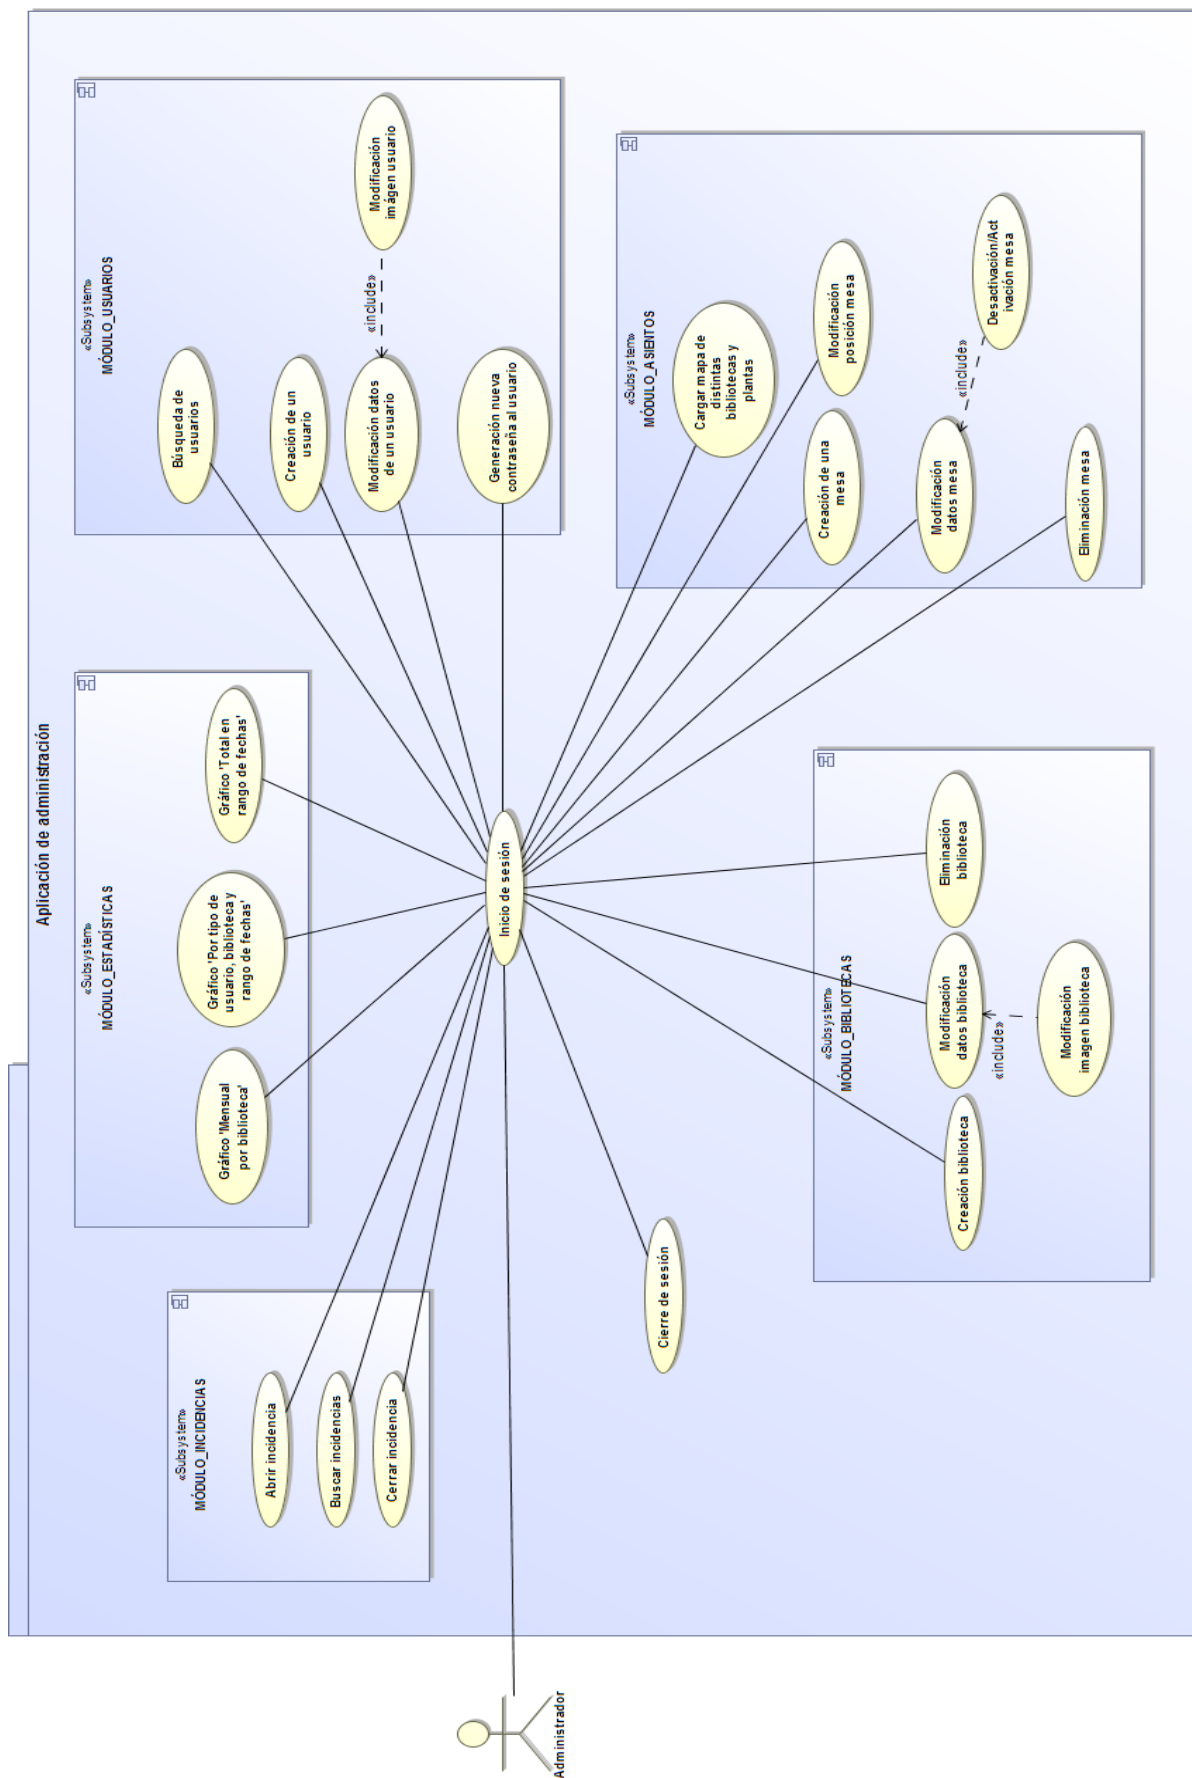 Aplicación de administración
«Subsystem»
MÓDULO_INCIDENCIAS
Abrir incidencia
Buscar incidencias
Cerrar incidencia
«Subsystem»
MÓDULO_ESTADÍSTICAS
Gráfico 'Mensual
por biblioteca'
Gráfico 'Por tipo de
usuario, biblioteca y
rango de fechas'
Gráfico 'Total en
rango de fechas'
«Subsystem»
MÓDULO_USUARIOS
Búsqueda de
usuarios
Creación de un
usuario
Modificación datos
de un usuario
«include»
Modificación
imágen usuario
Generación nueva
contraseña al usuario
Administrador
Inicio de sesión
Cierre de sesión
«Subsystem»
MÓDULO_BIBLIOTECAS
Creación biblioteca
Modificación
datos biblioteca
Eliminación
biblioteca
«include»
Modificación
imagen biblioteca
«Subsystem»
MÓDULO_ASIENTOS
Cargar mapa de
distintas
bibliotecas y
plantas
Creación de una
mesa
Modificación
posición mesa
Modificación
datos mesa
«include»
Desactivación/Act
ivación mesa
Eliminación mesa